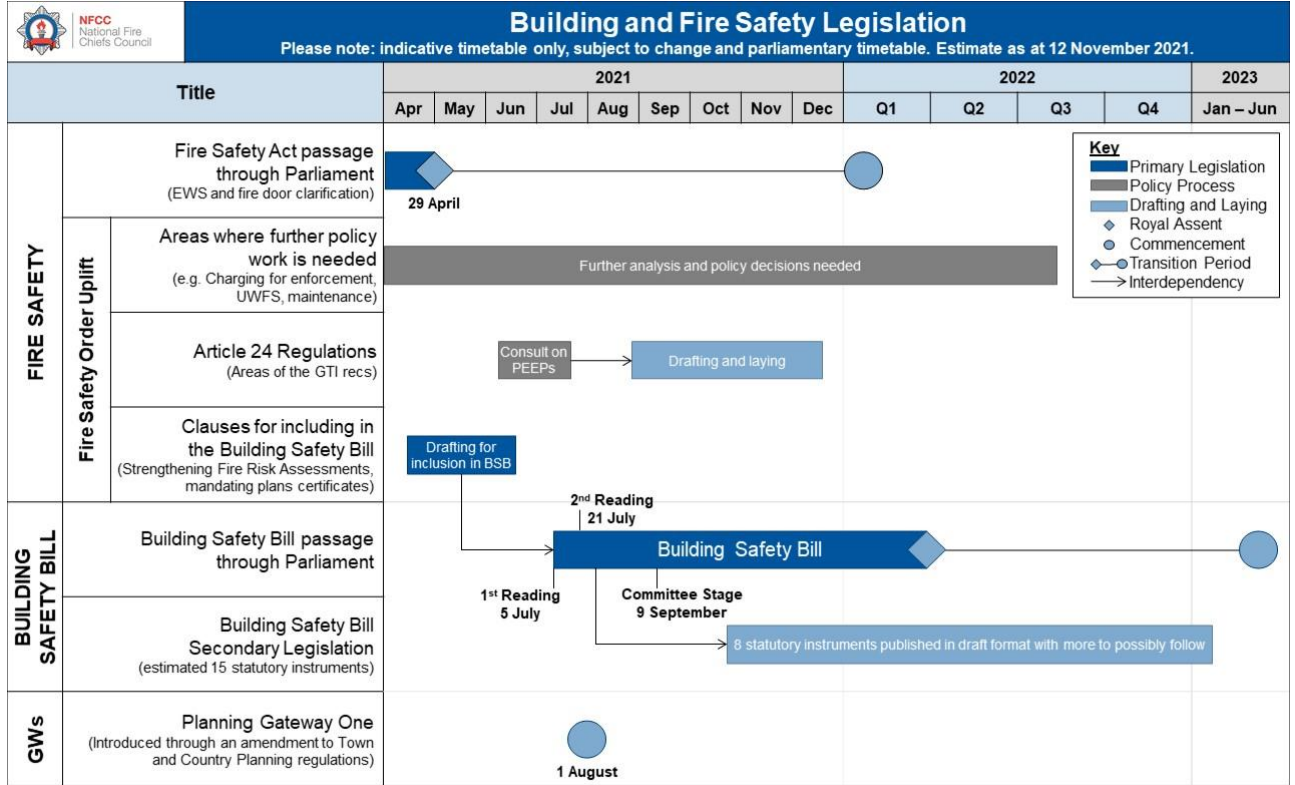 NFCC
National Fire
Chiefs Council
Building and Fire Safety Legislation
Please note: indicative timetable only, subject to change and parliamentary timetable. Estimate as at 12 November 2021.
Title
2021
2022
2023
Apr
May
Jun
Jul
Aug
Sep
Oct
Nov
Dec
Q1
Q2
Q3
Q4
Jan – Jun
Key
Primary Legislation
Policy Process
Drafting and Laying
Royal Assent
Commencement
Transition Period
Interdependency
FIRE SAFETY
Fire Safety Act passage
through Parliament
(EWS and fire door clarification)
29 April
Fire Safety Order Uplift
Areas where further policy
work is needed
(e.g. Charging for enforcement,
UWFS, maintenance)
Further analysis and policy decisions needed
Article 24 Regulations
(Areas of the GTI recs)
Consult on
PEEPs
Drafting and laying
Clauses for including in
the Building Safety Bill
(Strengthening Fire Risk Assessments,
mandating plans certificates)
Drafting for
inclusion in BSB
BUILDING
SAFETY BILL
Building Safety Bill passage
through Parliament
2nd Reading
21 July
Building Safety Bill
1st Reading
5 July
Committee Stage
9 September
Building Safety Bill
Secondary Legislation
(estimated 15 statutory instruments)
8 statutory instruments published in draft format with more to possibly follow
GWs
Planning Gateway One
(Introduced through an amendment to Town
and Country Planning regulations)
1 August